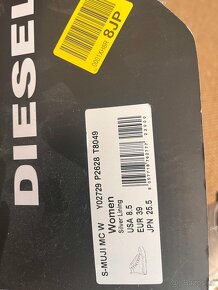 DIESEL
8JP
S-MUJI MC W
Y02729 P2628 T8049
Women
Silver Lining
USA 8.5
EUR 39
JPN 25.5